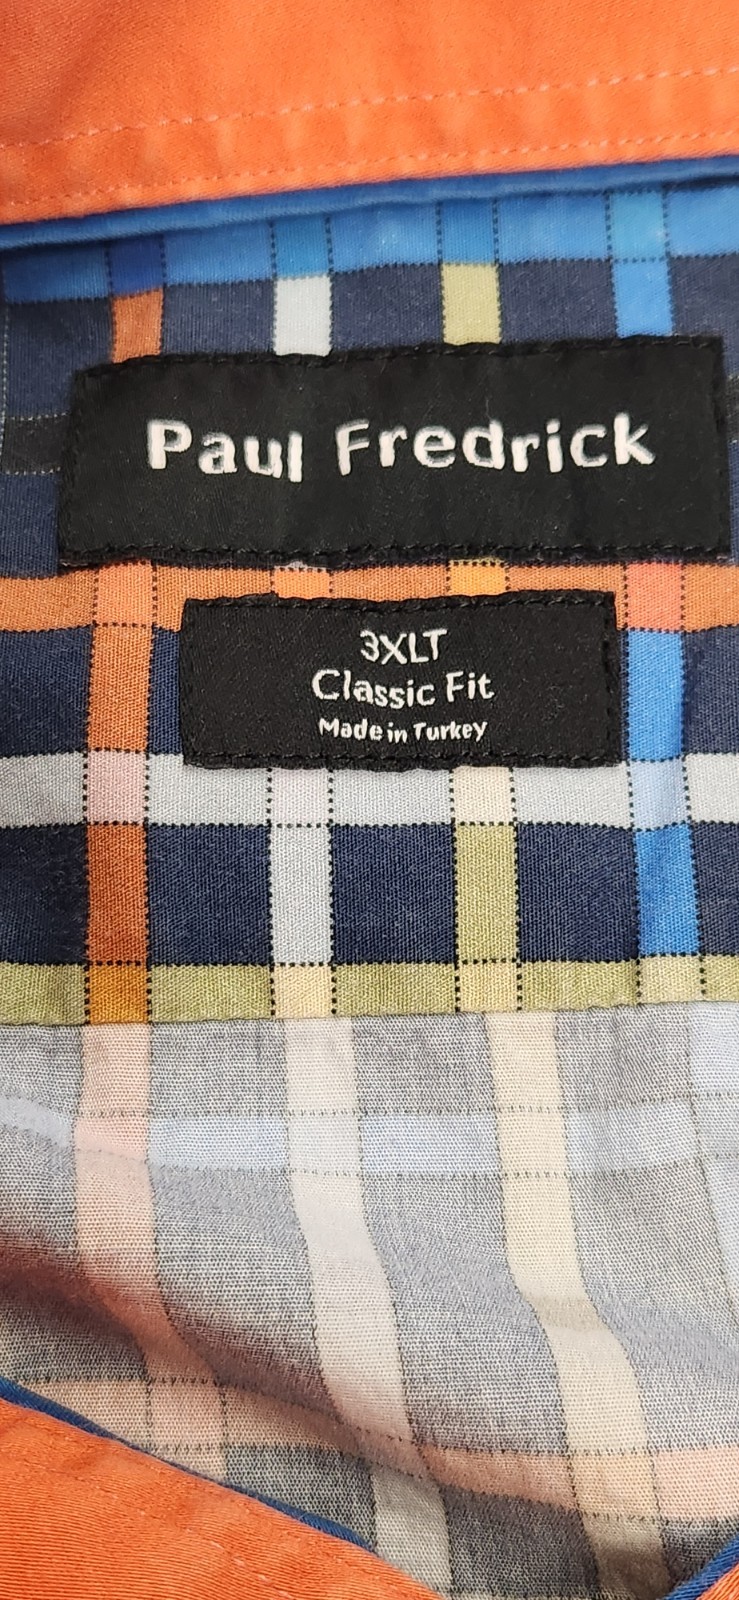 Paul Fredrick
3XLT
Classic Fit
Made in Turkey